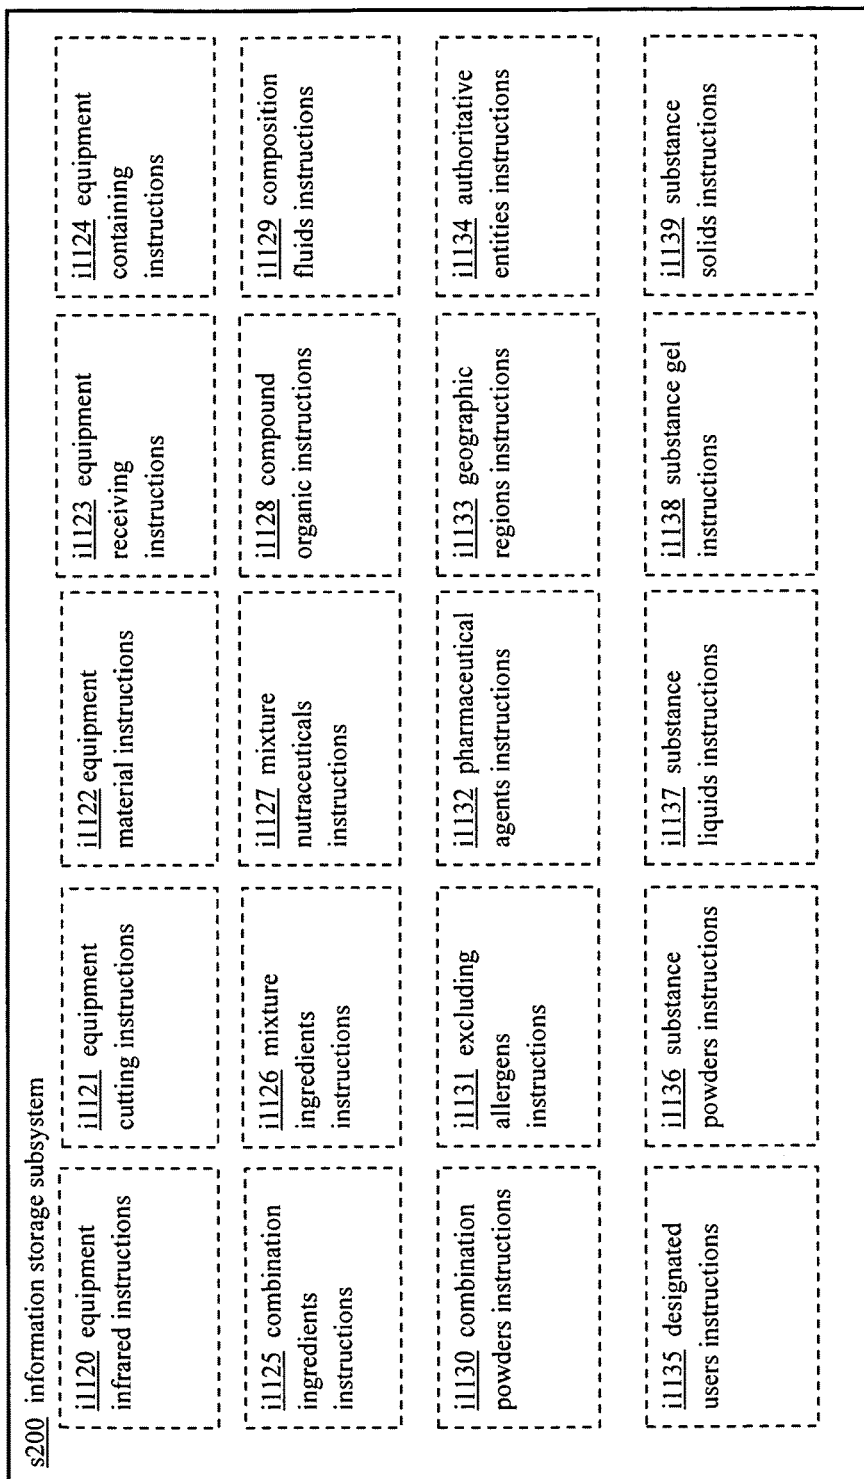 s200 information storage subsystem
i1120 equipment
infrared instructions
i1121 equipment
cutting instructions
i1122 equipment
material instructions
i1123 equipment
receiving
instructions
i1124 equipment
containing
instructions
i1125 combination
ingredients
instructions
i1126 mixture
ingredients
instructions
i1127 mixture
nutraceuticals
instructions
i1128 compound
organic instructions
i1129 composition
fluids instructions
i1130 combination
powders instructions
i1131 excluding
allergens
instructions
i1132 pharmaceutical
agents instructions
i1133 geographic
regions instructions
i1134 authoritative
entities instructions
i1135 designated
users instructions
i1136 substance
powders instructions
i1137 substance
liquids instructions
i1138 substance gel
instructions
i1139 substance
solids instructions